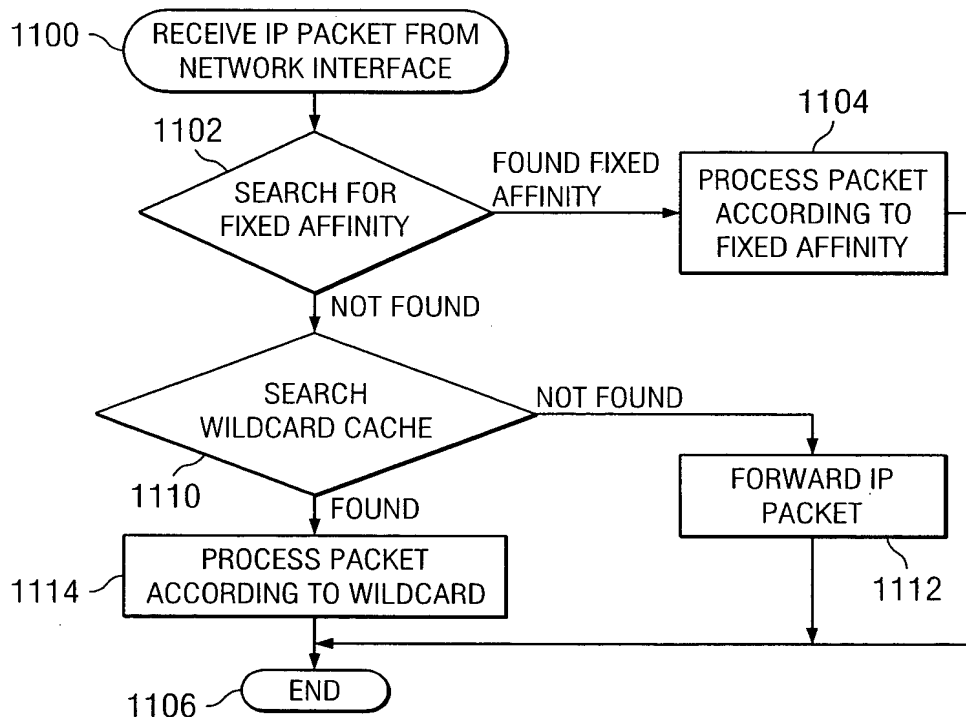 1100
RECEIVE IP PACKET FROM
NETWORK INTERFACE
1102
SEARCH FOR
FIXED AFFINITY
FOUND FIXED
AFFINITY
1104
PROCESS PACKET
ACCORDING TO
FIXED AFFINITY
NOT FOUND
SEARCH
WILDCARD CACHE
1110
NOT FOUND
FORWARD IP
PACKET
1112
FOUND
1114
PROCESS PACKET
ACCORDING TO WILDCARD
1106
END